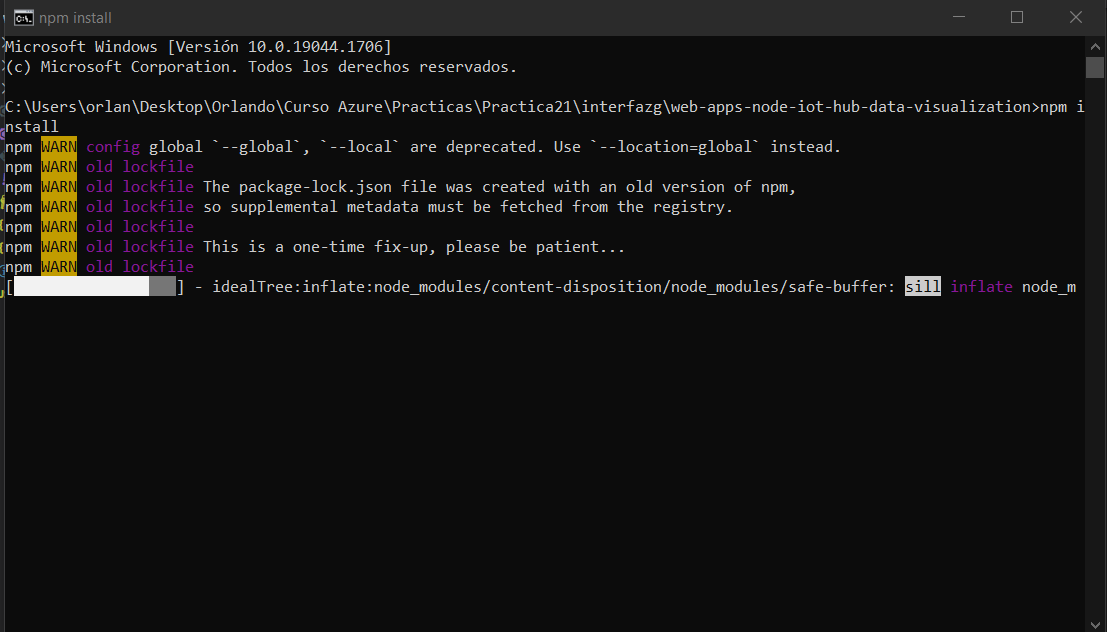 npm install
Microsoft Windows [Versión 10.0.19044.1706]
(c) Microsoft Corporation. Todos los derechos reservados.
C:\Users\orlan\Desktop\Orlando\Curso Azure\Practicas\Practica21\interfazg\web-apps-node-iot-hub-data-visualization>npm i
nstall
npm WARN config global `--global`, `--local` are deprecated. Use `--location=global` instead.
npm WARN old lockfile
npm WARN old lockfile The package-lock.json file was created with an old version of npm,
npm WARN old lockfile so supplemental metadata must be fetched from the registry.
npm WARN old lockfile
npm WARN old lockfile This is a one-time fix-up, please be patient...
npm WARN old lockfile
[                  ] - idealTree:inflate:node_modules/content-disposition/node_modules/safe-buffer: sill inflate node_m